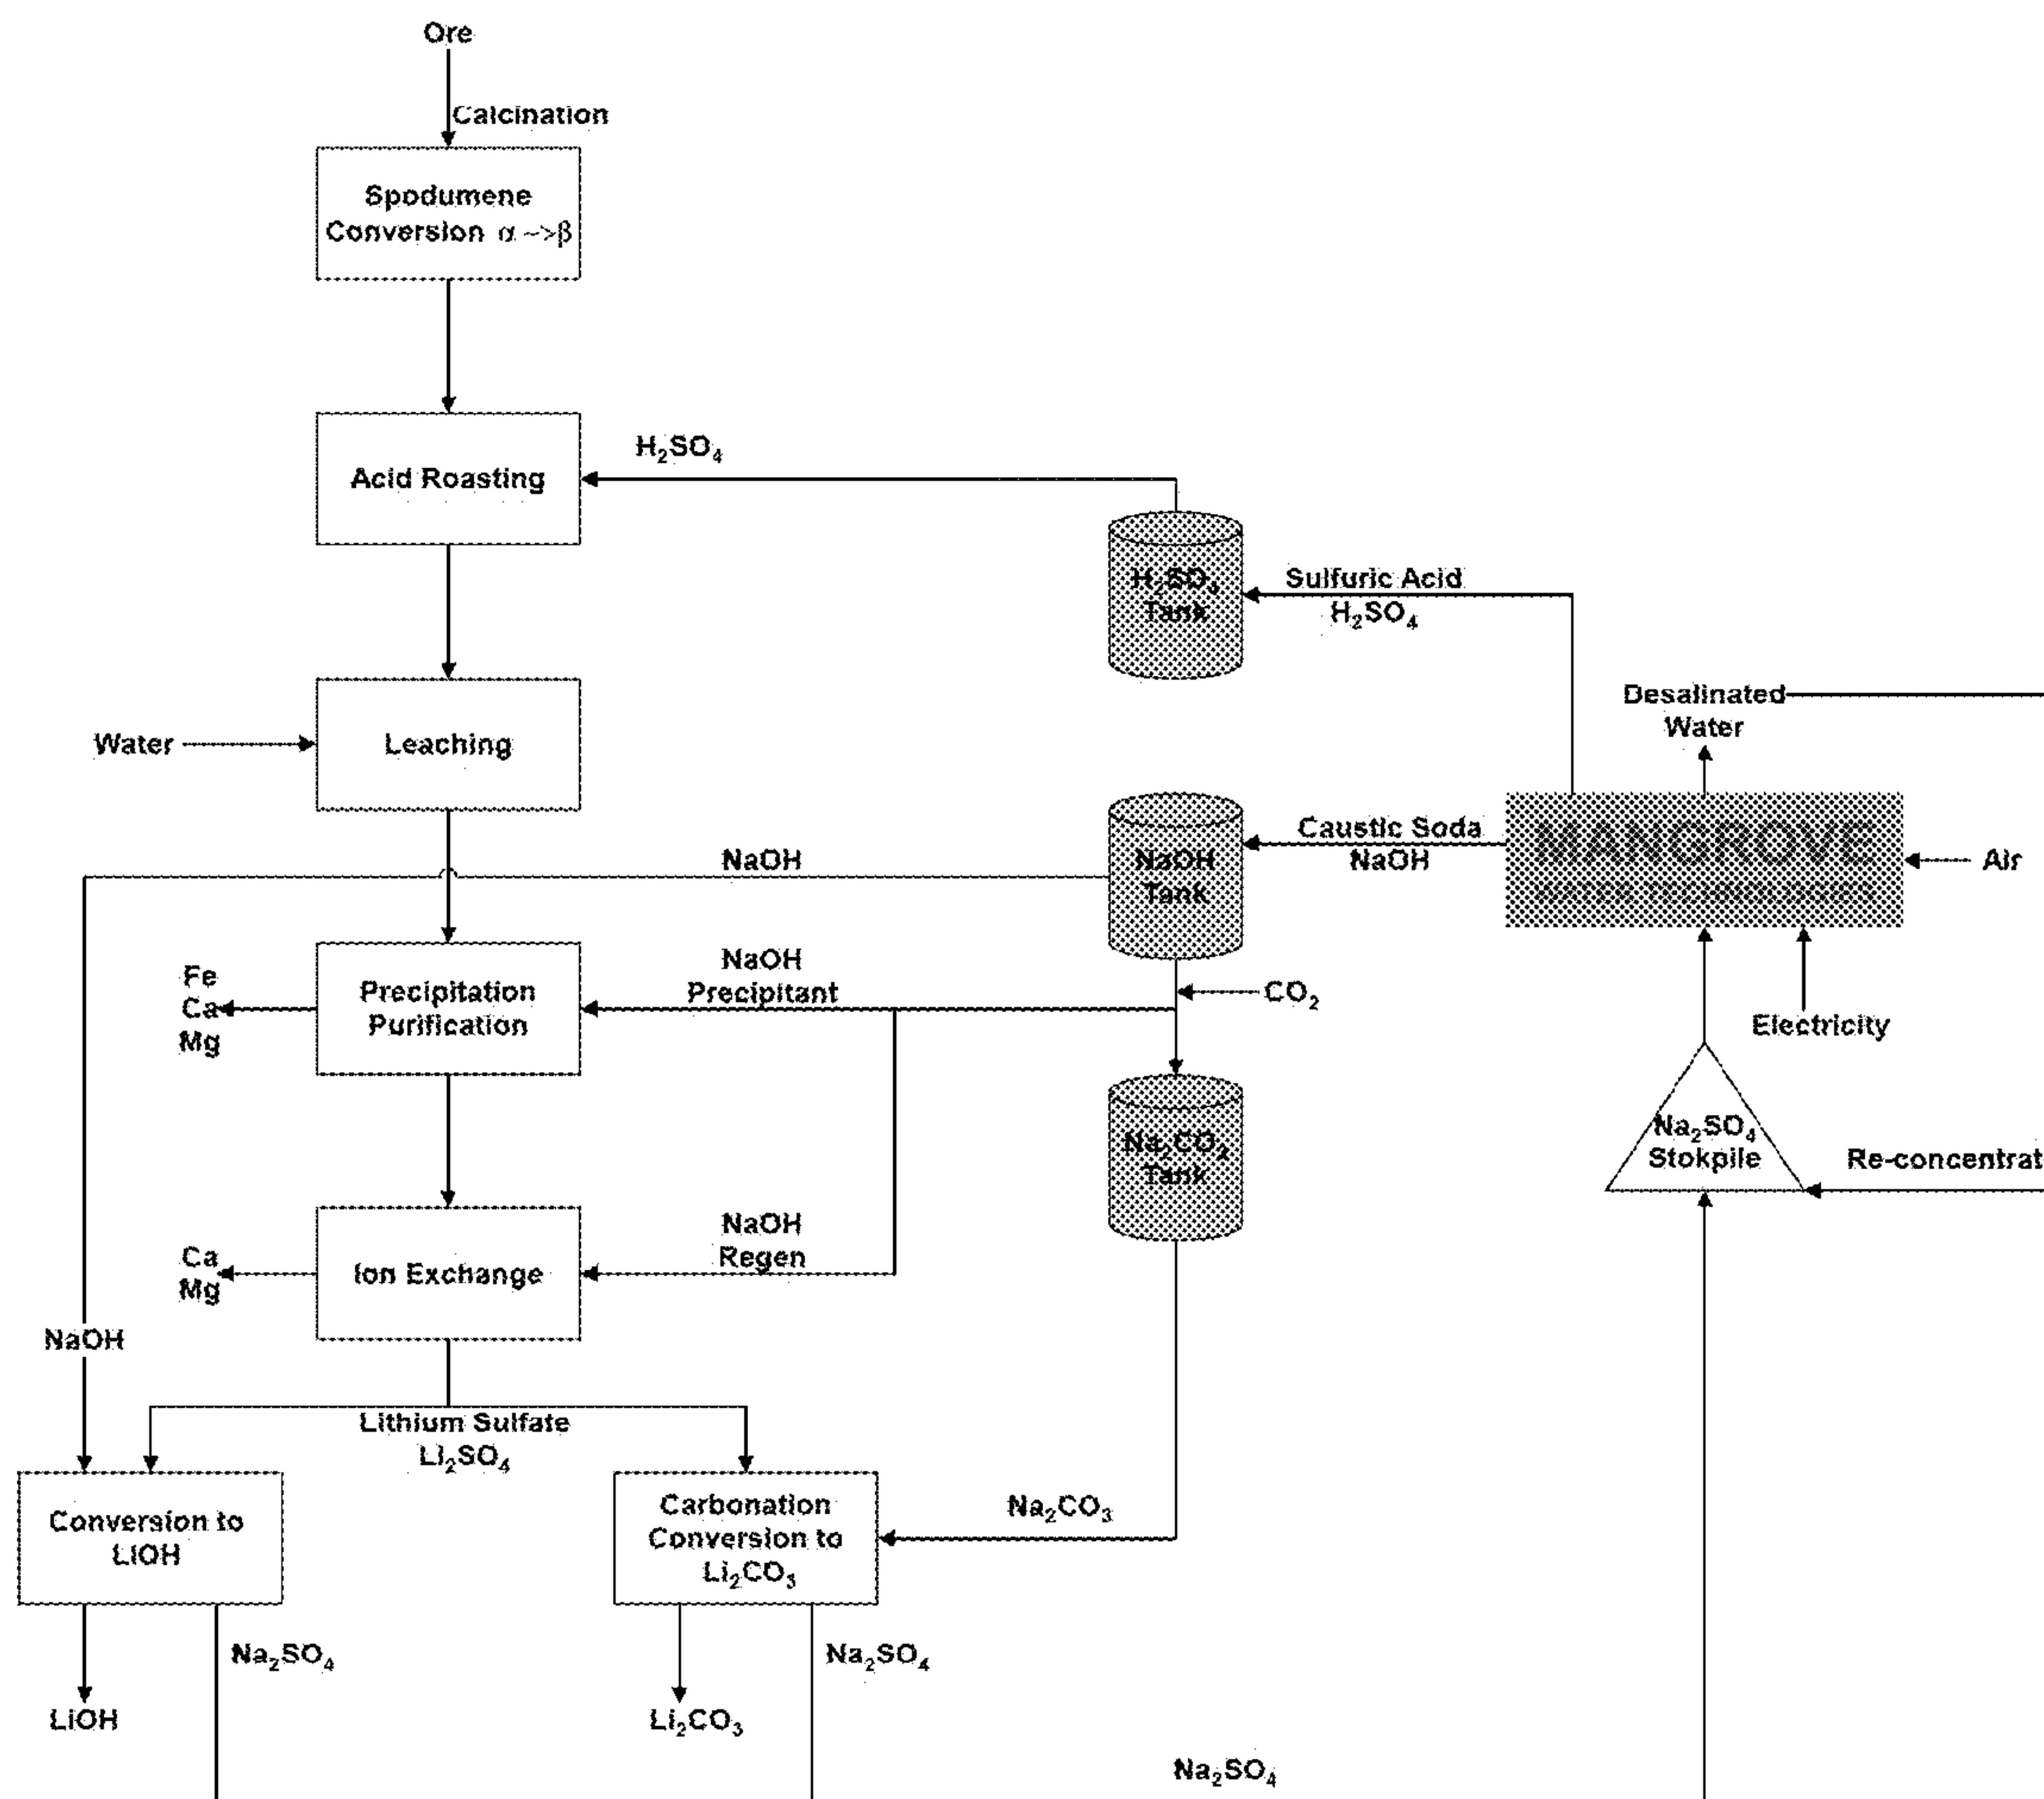 Ore
Calcination
Spodumene
Conversion α -->β
Acid Roasting
H₂SO₄
H₂SO₄
Tank
Sulfuric Acid
H₂SO₄
Desalinated
Water
Water
Leaching
NaOH
NaOH
Tank
Caustic Soda
NaOH
MANGROVE
Air
Fe
Ca
Mg
Precipitation
Purification
NaOH
Precipitant
CO₂
Electricity
Na₂CO₃
Tank
Na₂SO₄
Stokpile
Re-concentrat
Ca
Mg
Ion Exchange
NaOH
Regen
NaOH
Lithium Sulfate
Li₂SO₄
Conversion to
LiOH
Carbonation
Conversion to
Li₂CO₃
Na₂CO₃
Na₂SO₄
Na₂SO₄
LiOH
Li₂CO₃
Na₂SO₄